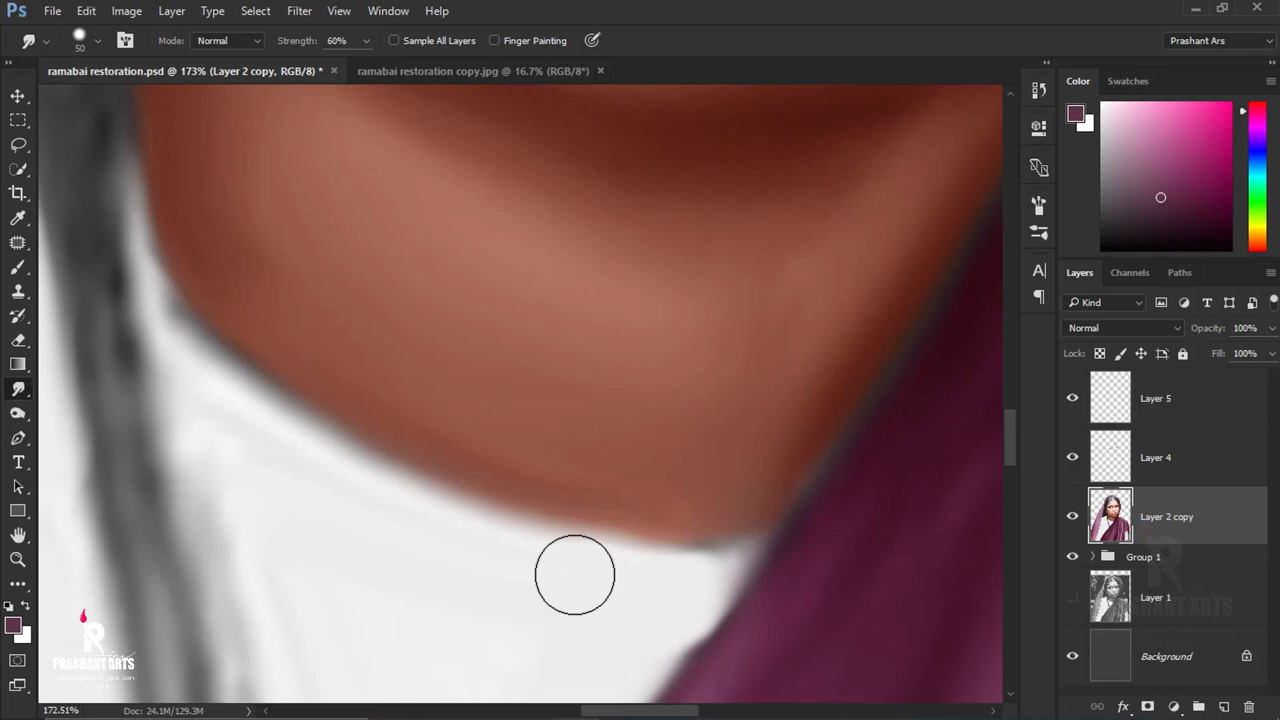 Ps File Edit Image Layer Type Select Filter View Window Help
50 Mode: Normal Strength: 60% Sample All Layers Finger Painting Prashant Ars
ramabai restoration.psd @ 173% (Layer 2 copy, RGB/8) * × ramabai restoration copy.jpg @ 16.7% (RGB/8*) ×
Color Swatches
Layers Channels Paths
Kind
Normal Opacity: 100%
Lock: Fill: 100%
Layer 5
Layer 4
Layer 2 copy
Group 1
Layer 1
Background
PRASHANT ARTS
172.51% Doc: 24.1M/129.3M